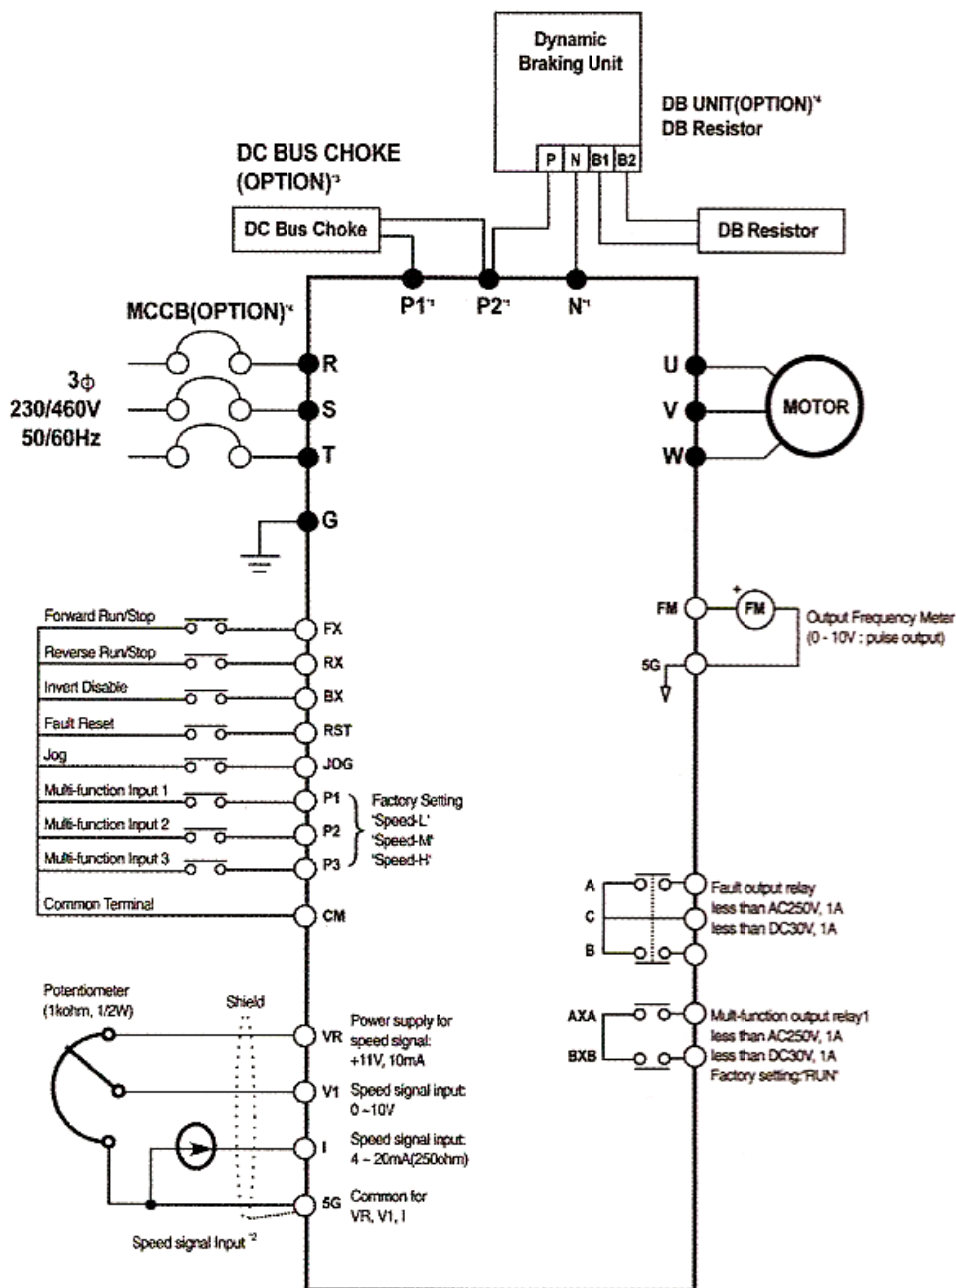 Dynamic
Braking Unit
DB UNIT(OPTION)*4
DB Resistor
P N B1 B2
DC BUS CHOKE
(OPTION)*3
DC Bus Choke
DB Resistor
P1*1 P2*1 N*1
MCCB(OPTION)*4
3Φ
230/460V
50/60Hz
R
S
T
G
U
V
W
MOTOR
Forward Run/Stop
FX
Reverse Run/Stop
RX
Invert Disable
BX
Fault Reset
RST
Jog
JOG
Multi-function Input 1
P1
Multi-function Input 2
P2
Multi-function Input 3
P3
Factory Setting
'Speed-L'
'Speed-M'
'Speed-H'
Common Terminal
CM
FM
+
FM
Output Frequency Meter
(0 - 10V : pulse output)
5G
A
C
B
Fault output relay
less than AC250V, 1A
less than DC30V, 1A
AXA
BXB
Multi-function output relay1
less than AC250V, 1A
less than DC30V, 1A
Factory setting:"RUN"
Potentiometer
(1kohm, 1/2W)
Shield
VR
Power supply for
speed signal:
+11V, 10mA
V1
Speed signal input:
0 ~10V
I
Speed signal input:
4 ~ 20mA(250ohm)
5G
Common for
VR, V1, I
Speed signal Input*2